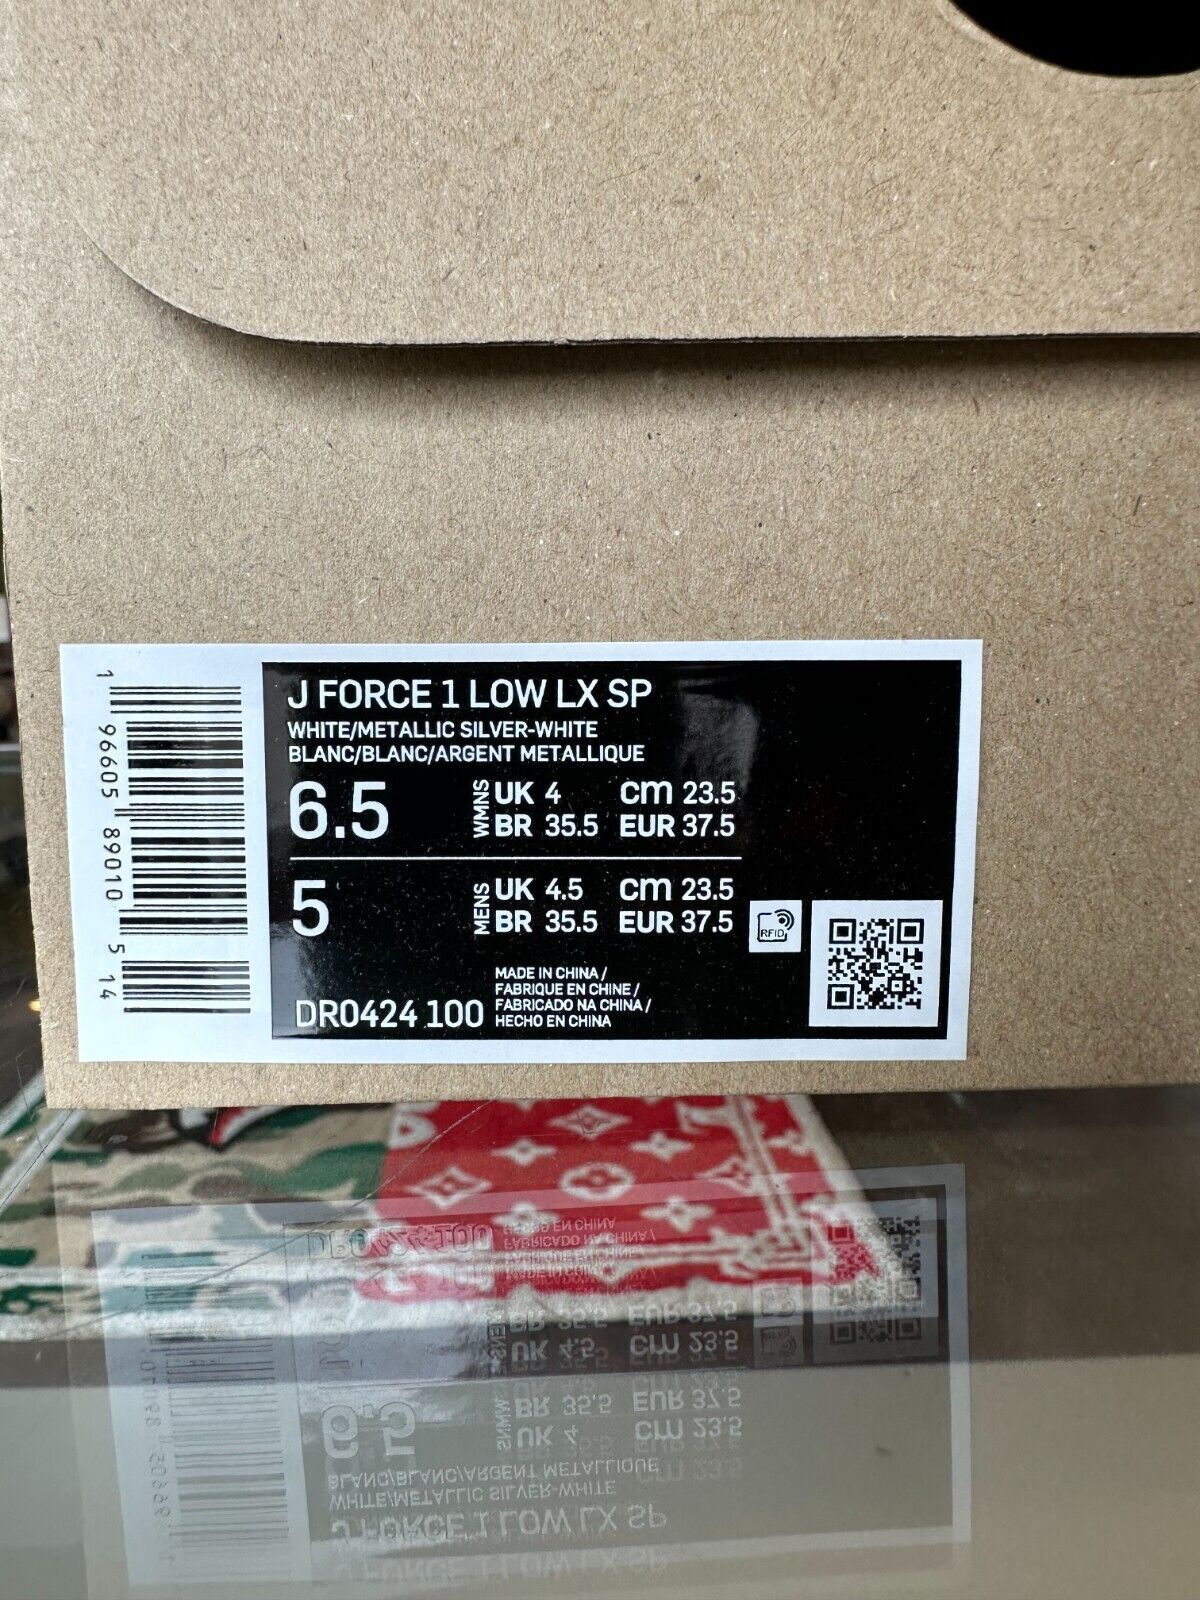 J FORCE 1 LOW LX SP
WHITE/METALLIC SILVER-WHITE
BLANC/BLANC/ARGENT METALLIQUE
6.5 WMNS UK 4 cm 23.5
BR 35.5 EUR 37.5
5 MENS UK 4.5 cm 23.5
BR 35.5 EUR 37.5
RFID
DR0424 100
MADE IN CHINA /
FABRIQUE EN CHINE /
FABRICADO NA CHINA /
HECHO EN CHINA
1 96605 89010 5 14